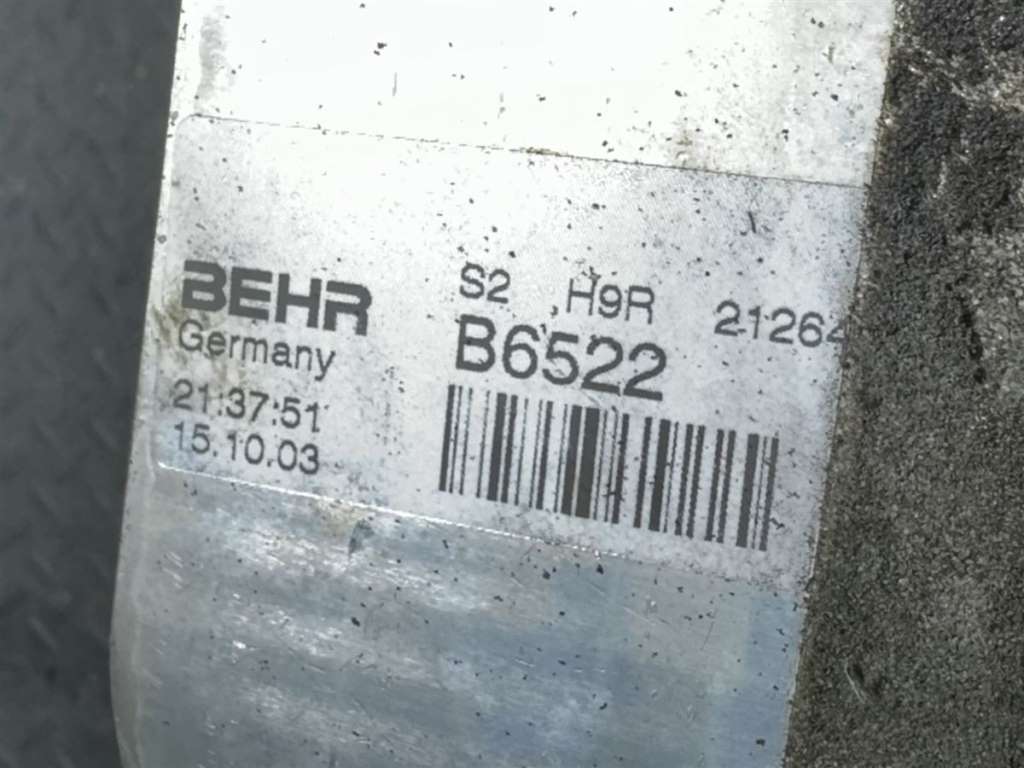 BEHR
Germany
21:37:51
15.10.03
S2 H9R 21264
B6522